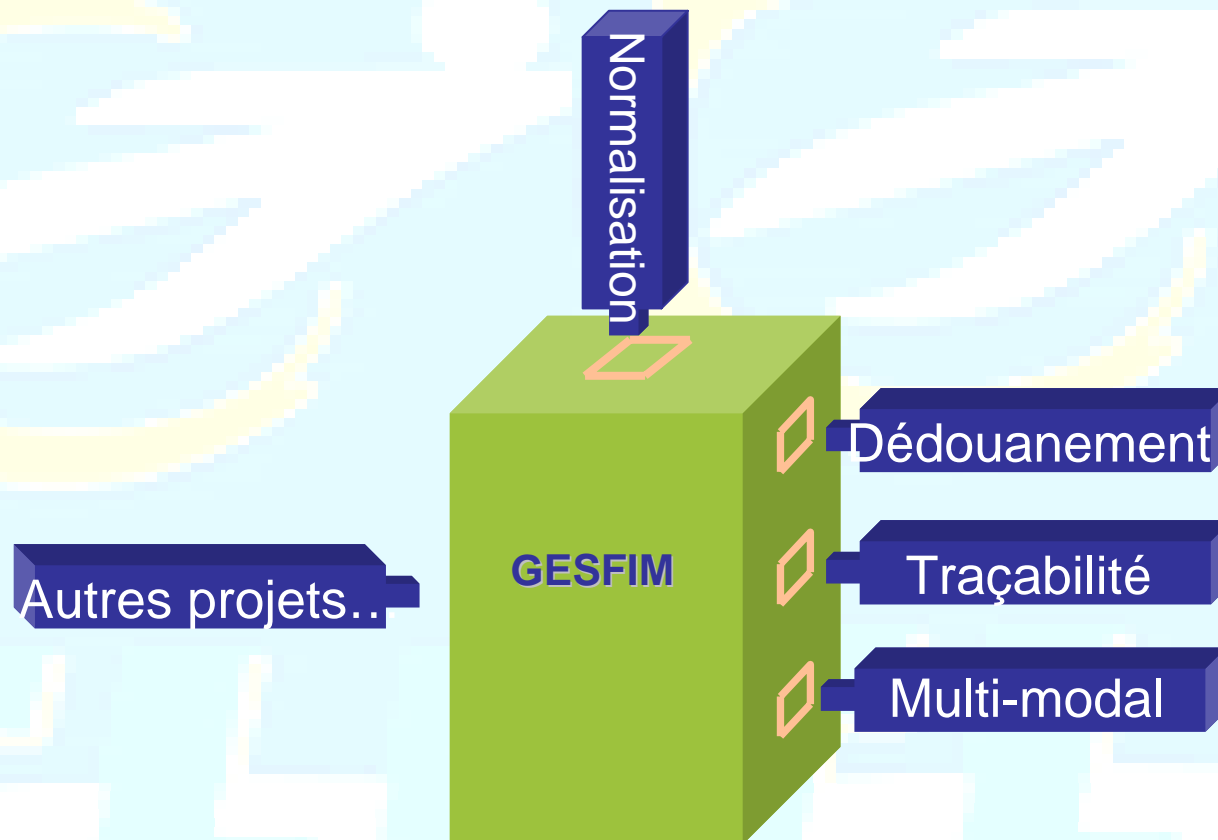 Normalisation
Dédouanement
GESFIM
Traçabilité
Autres projets…
Multi-modal